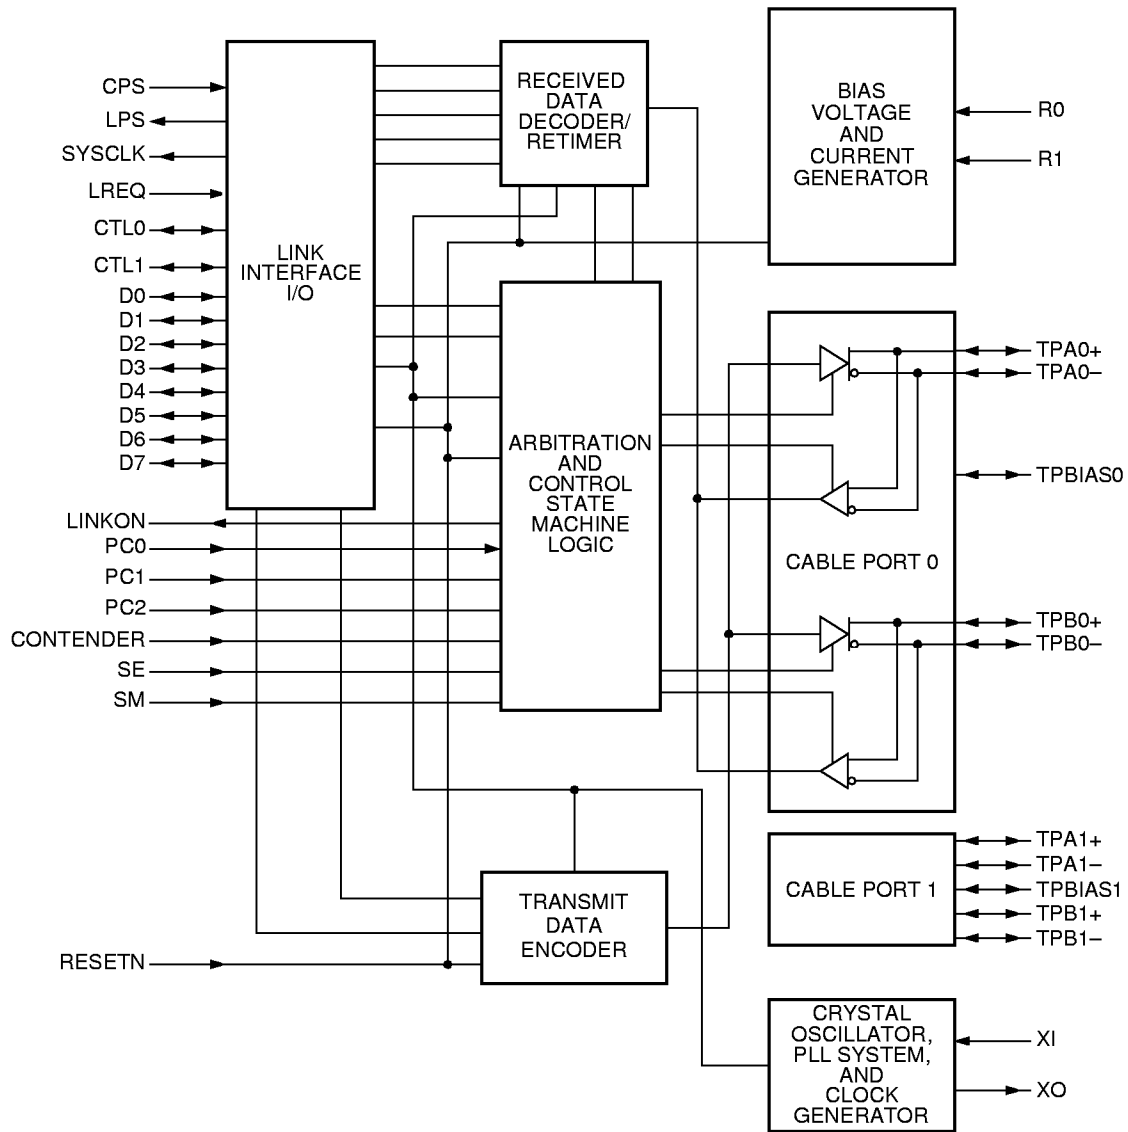 CPS
LPS
SYSCLK
LREQ
CTL0
CTL1
D0
D1
D2
D3
D4
D5
D6
D7
LINKON
PC0
PC1
PC2
CONTENDER
SE
SM
RESETN
LINK
INTERFACE
I/O
RECEIVED
DATA
DECODER/
RETIMER
ARBITRATION
AND
CONTROL
STATE
MACHINE
LOGIC
TRANSMIT
DATA
ENCODER
BIAS
VOLTAGE
AND
CURRENT
GENERATOR
R0
R1
CABLE PORT 0
TPA0+
TPA0–
TPBIAS0
TPB0+
TPB0–
CABLE PORT 1
TPA1+
TPA1–
TPBIAS1
TPB1+
TPB1–
CRYSTAL
OSCILLATOR,
PLL SYSTEM,
AND
CLOCK
GENERATOR
XI
XO